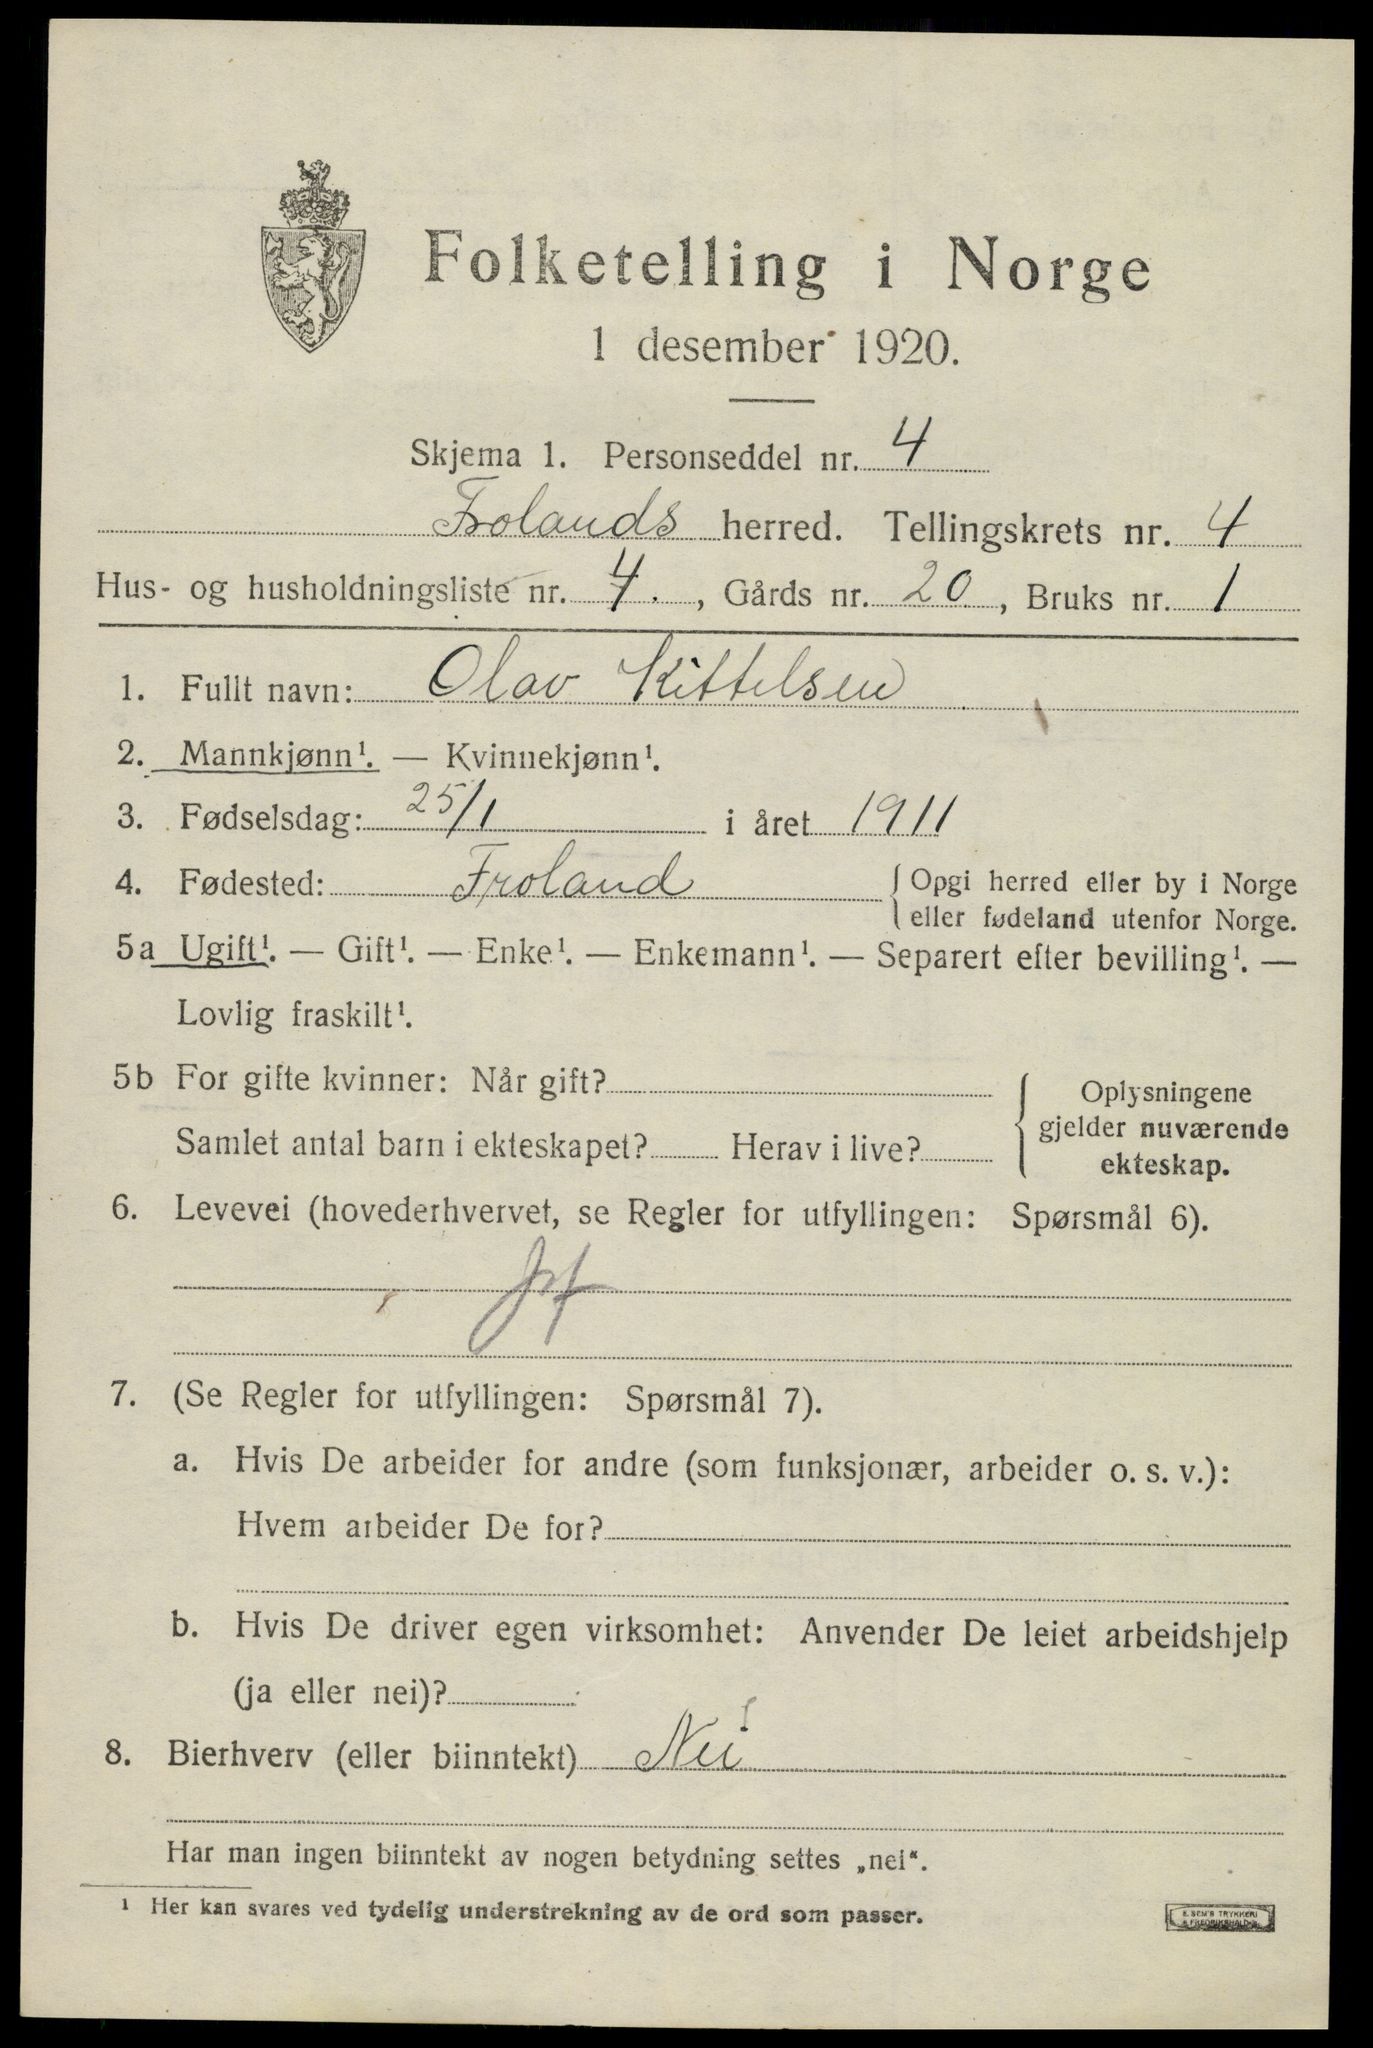 Folketelling i Norge
1 desember 1920.
Skjema 1. Personseddel nr. 4
Frolands herred. Tellingskrets nr. 4
Hus- og husholdningsliste nr. 4. , Gårds nr. 20 , Bruks nr. 1
1. Fullt navn: Olav Kittelsen
2. Mannkjønn¹. — Kvinnekjønn¹.
3. Fødselsdag: 25/1 i året 1911
4. Fødested: Froland { Opgi herred eller by i Norge
eller fødeland utenfor Norge.
5a Ugift¹. — Gift¹. — Enke¹. — Enkemann¹. — Separert efter bevilling¹. —
Lovlig fraskilt¹.
5b For gifte kvinner: Når gift? { Oplysningene
Samlet antal barn i ekteskapet? Herav i live? gjelder nuværende
ekteskap.
6. Levevei (hovederhvervet, se Regler for utfyllingen: Spørsmål 6).
7. (Se Regler for utfyllingen: Spørsmål 7).
a. Hvis De arbeider for andre (som funksjonær, arbeider o. s. v.):
Hvem arbeider De for?
b. Hvis De driver egen virksomhet: Anvender De leiet arbeidshjelp
(ja eller nei)?
8. Bierhverv (eller biinntekt) Nei
Har man ingen biinntekt av nogen betydning settes „nei“.
¹ Her kan svares ved tydelig understrekning av de ord som passer.
E. SEM'S TRYKKERI
FREDRIKSHALD